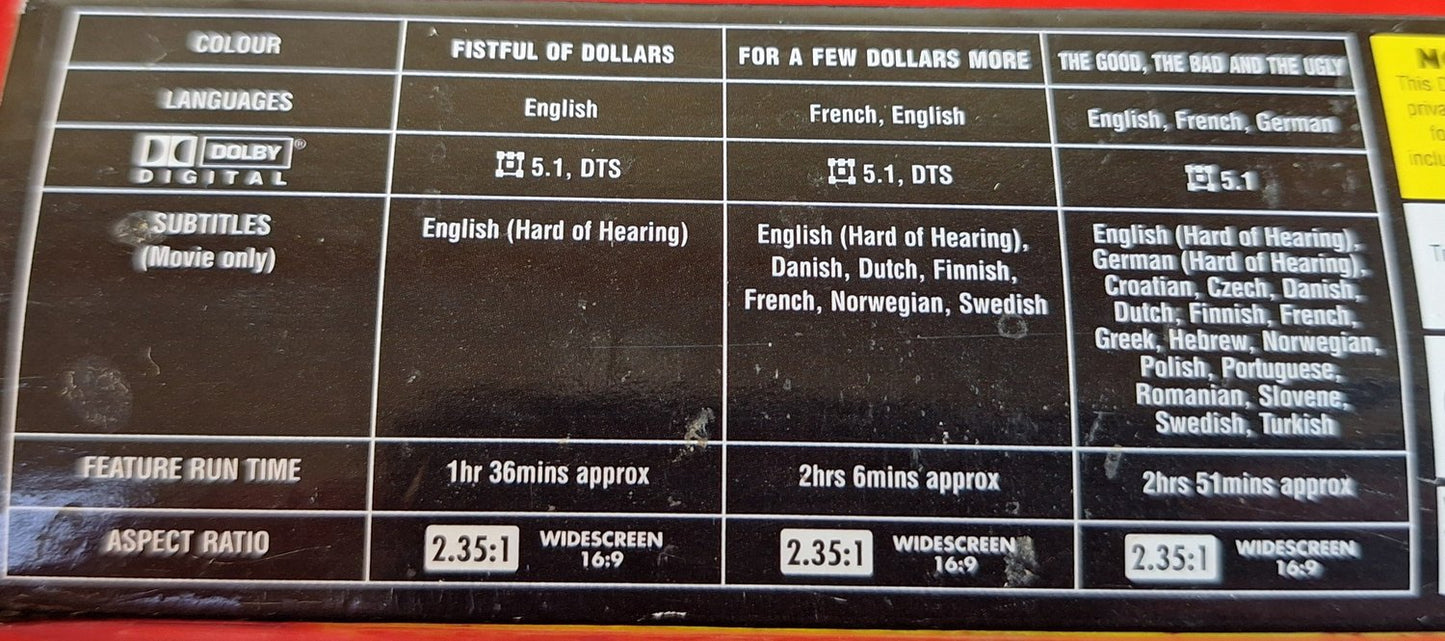 COLOUR
FISTFUL OF DOLLARS
FOR A FEW DOLLARS MORE
THE GOOD, THE BAD AND THE UGLY
LANGUAGES
English
French, English
English, French, German
DOLBY®
DIGITAL
5.1, DTS
5.1, DTS
5.1
SUBTITLES
(Movie only)
English (Hard of Hearing)
English (Hard of Hearing),
Danish, Dutch, Finnish,
French, Norwegian, Swedish
English (Hard of Hearing),
German (Hard of Hearing),
Croatian, Czech, Danish,
Dutch, Finnish, French,
Greek, Hebrew, Norwegian,
Polish, Portuguese,
Romanian, Slovene,
Swedish, Turkish
FEATURE RUN TIME
1hr 36mins approx
2hrs 6mins approx
2hrs 51mins approx
ASPECT RATIO
2.35:1 WIDESCREEN
16:9
2.35:1 WIDESCREEN
16:9
2.35:1 WIDESCREEN
16:9
This